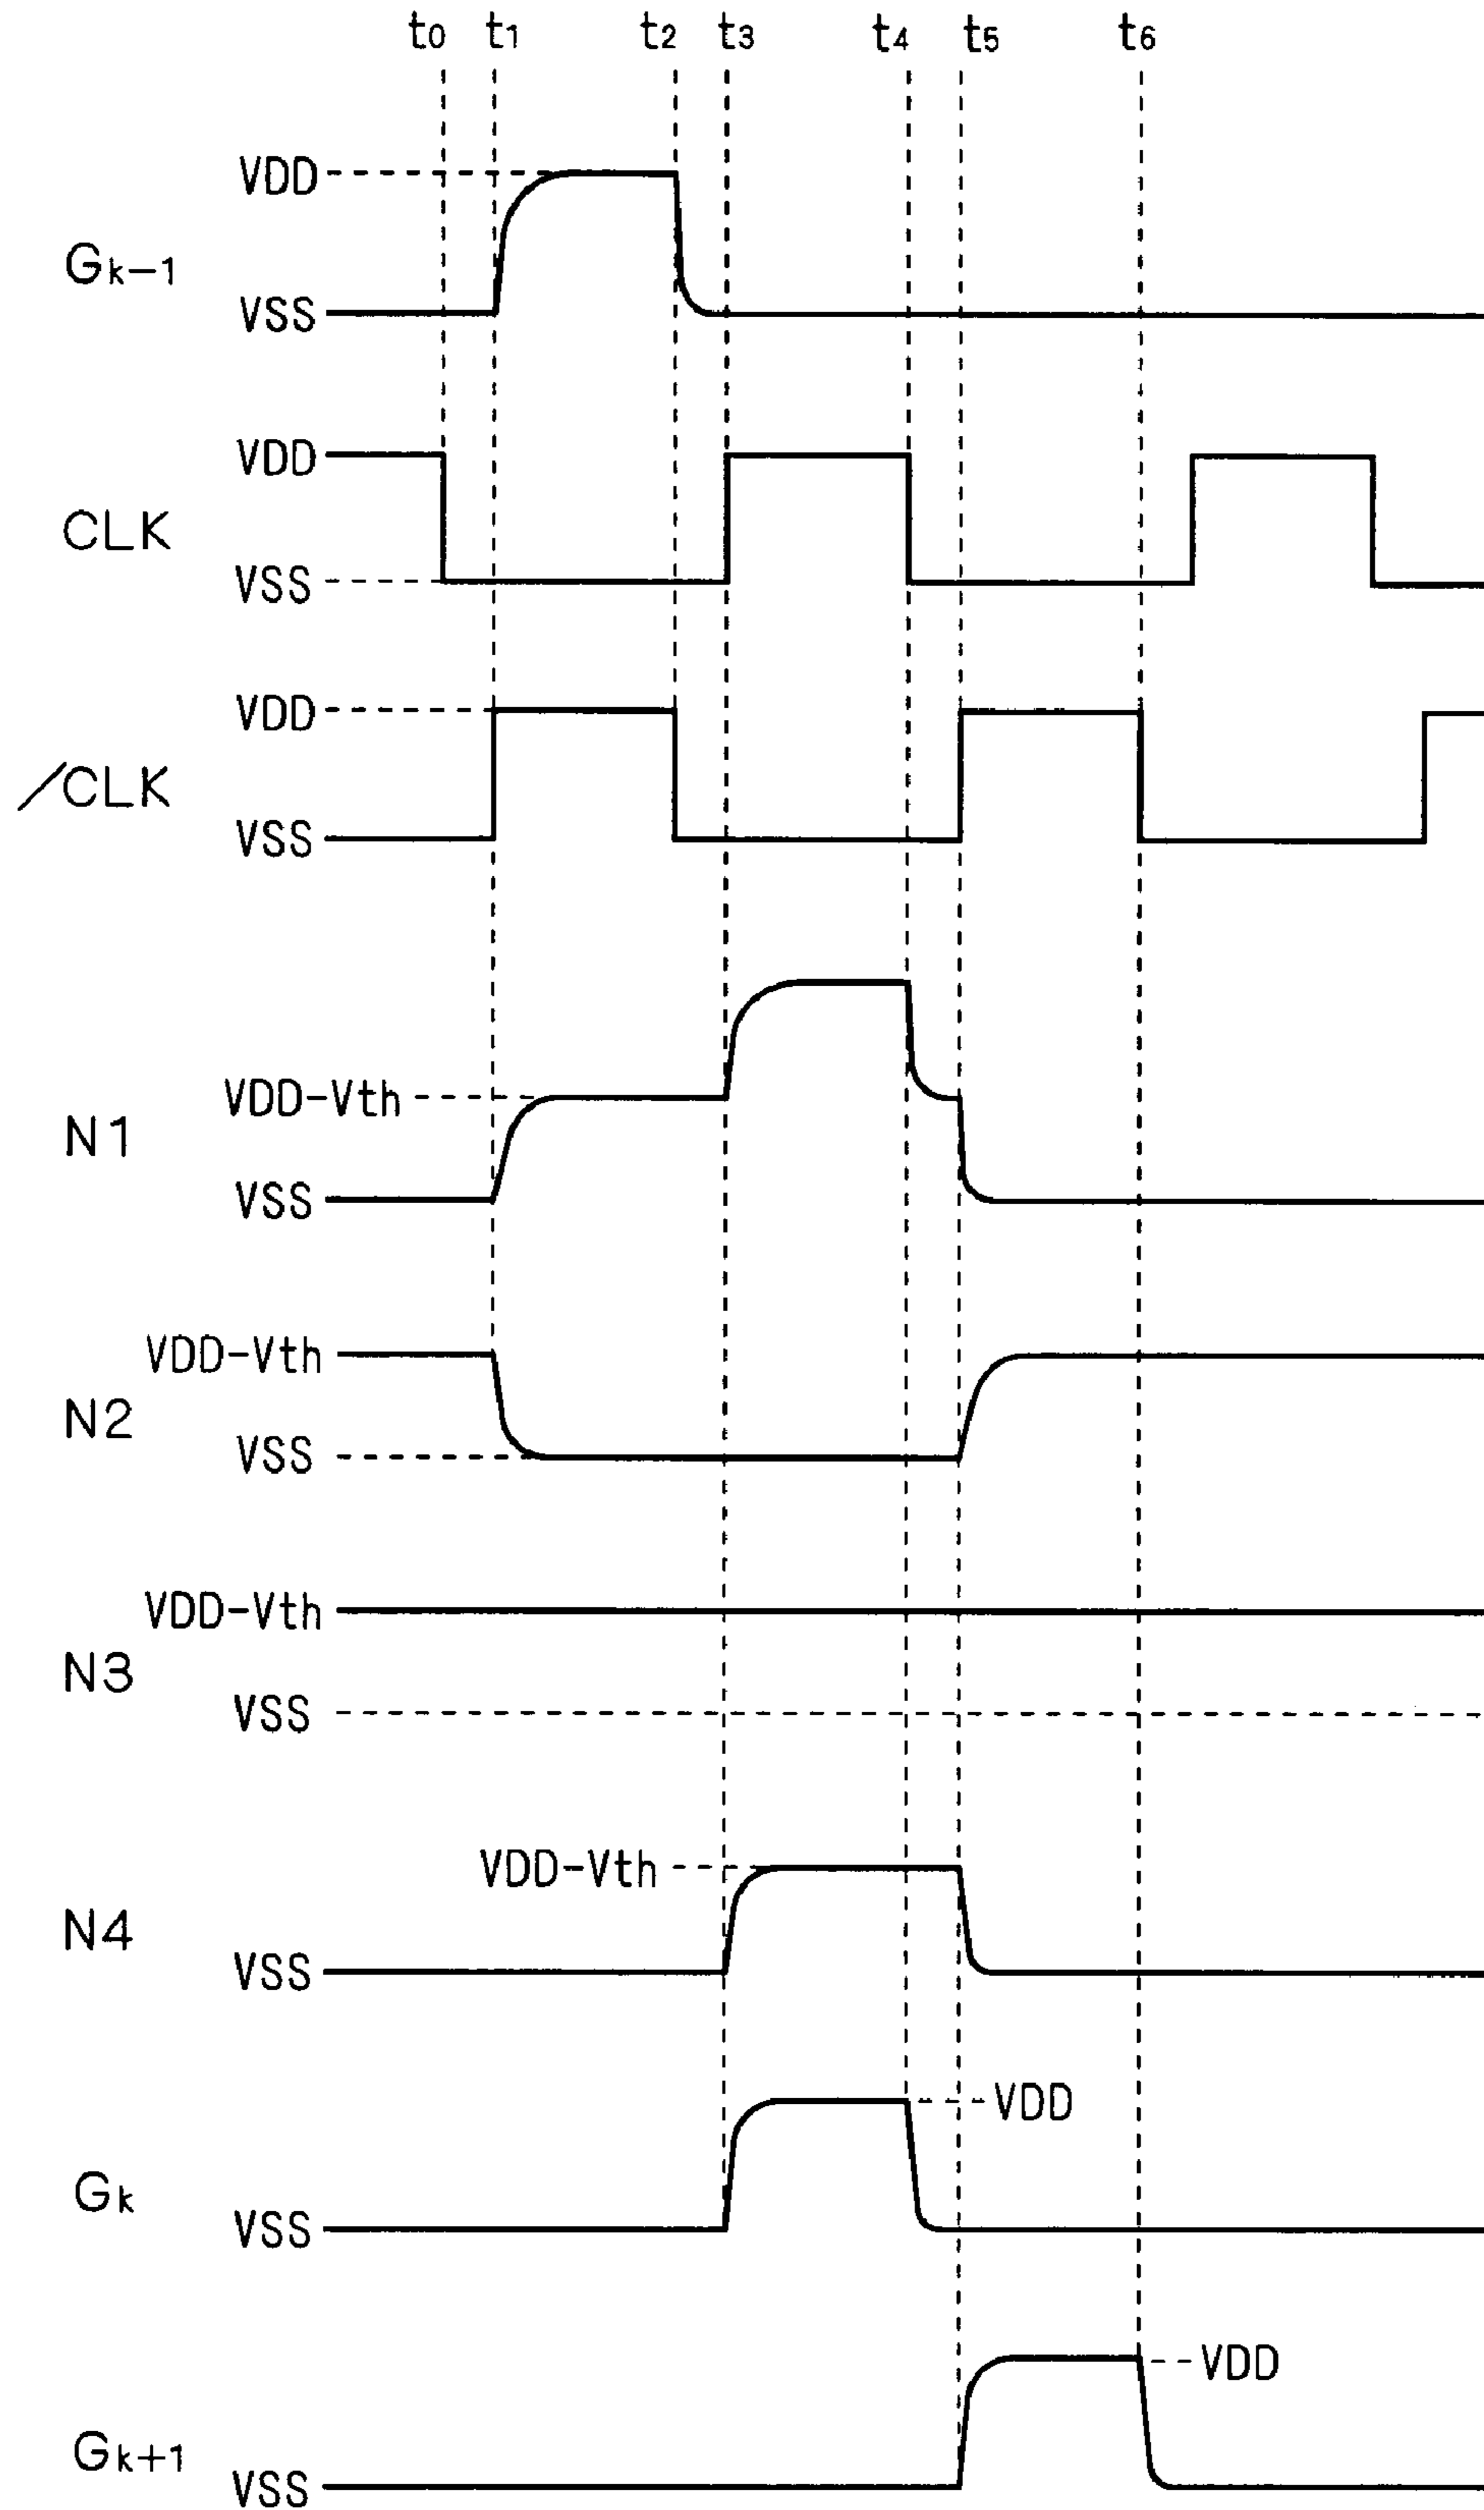 t0 t1 t2 t3 t4 t5 t6
VDD
Gk-1
VSS
VDD
CLK
VSS
VDD
/CLK
VSS
VDD-Vth
N1
VSS
VDD-Vth
N2
VSS
VDD-Vth
N3
VSS
VDD-Vth
N4
VSS
VDD
Gk
VSS
VDD
Gk+1
VSS